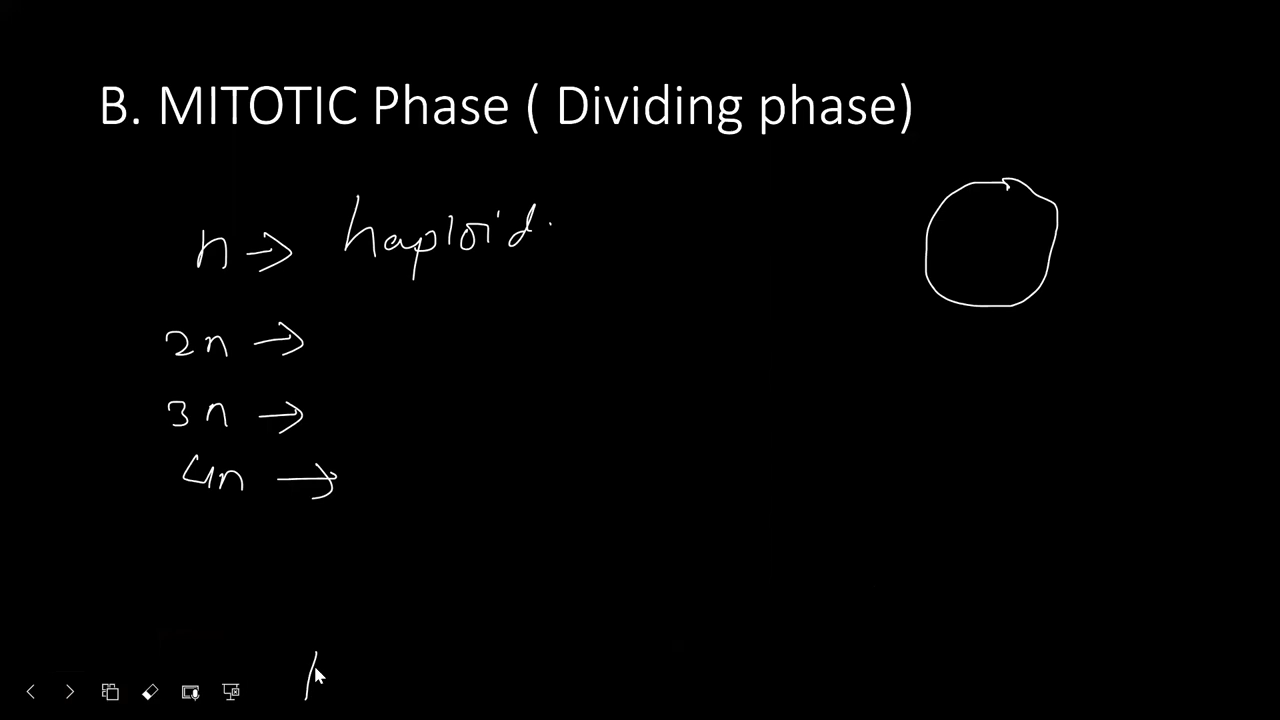 B. MITOTIC Phase ( Dividing phase)
n → haploid.
2n →
3n →
4n →